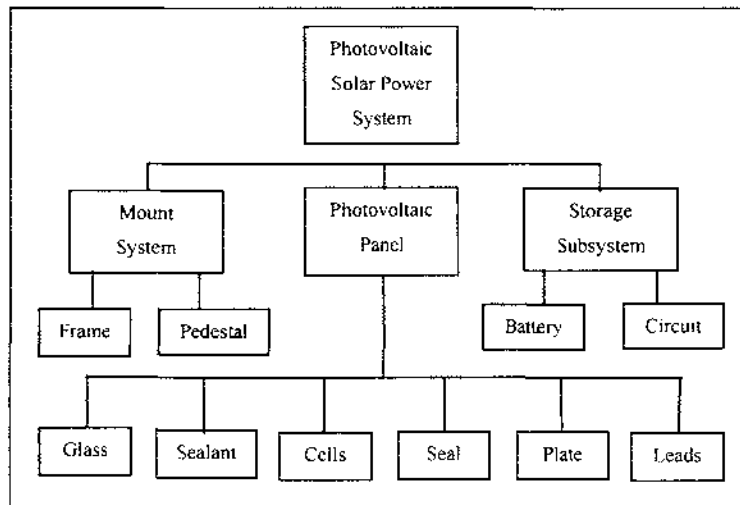 Photovoltaic
Solar Power
System
Mount
System
Photovoltaic
Panel
Storage
Subsystem
Frame
Pedestal
Battery
Circuit
Glass
Sealant
Cells
Seal
Plate
Leads